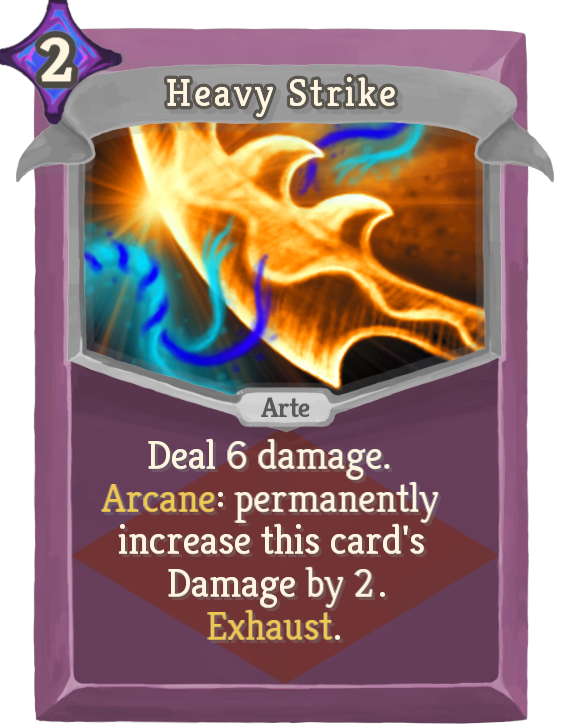 2
Heavy Strike
Arte
Deal 6 damage.
Arcane: permanently
increase this card's
Damage by 2.
Exhaust.